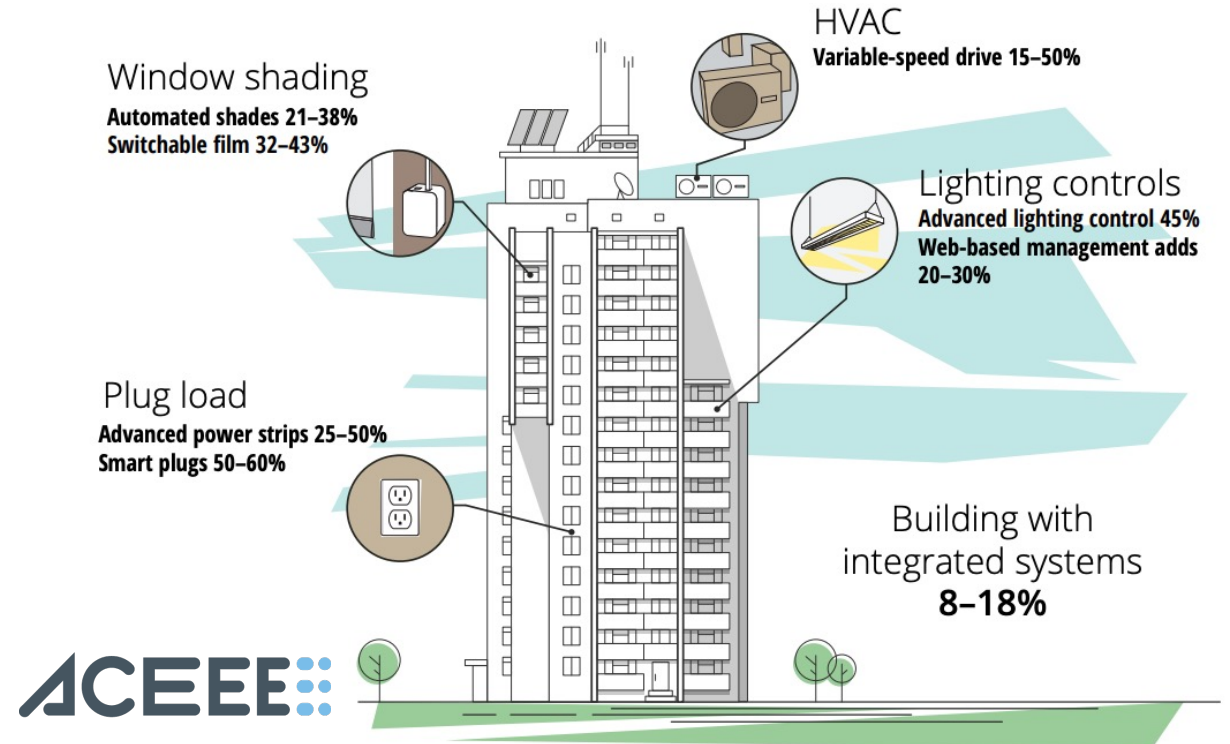 HVAC
Variable-speed drive 15–50%
Window shading
Automated shades 21–38%
Switchable film 32–43%
Lighting controls
Advanced lighting control 45%
Web-based management adds
20–30%
Plug load
Advanced power strips 25–50%
Smart plugs 50–60%
Building with
integrated systems
8–18%
ACEEE